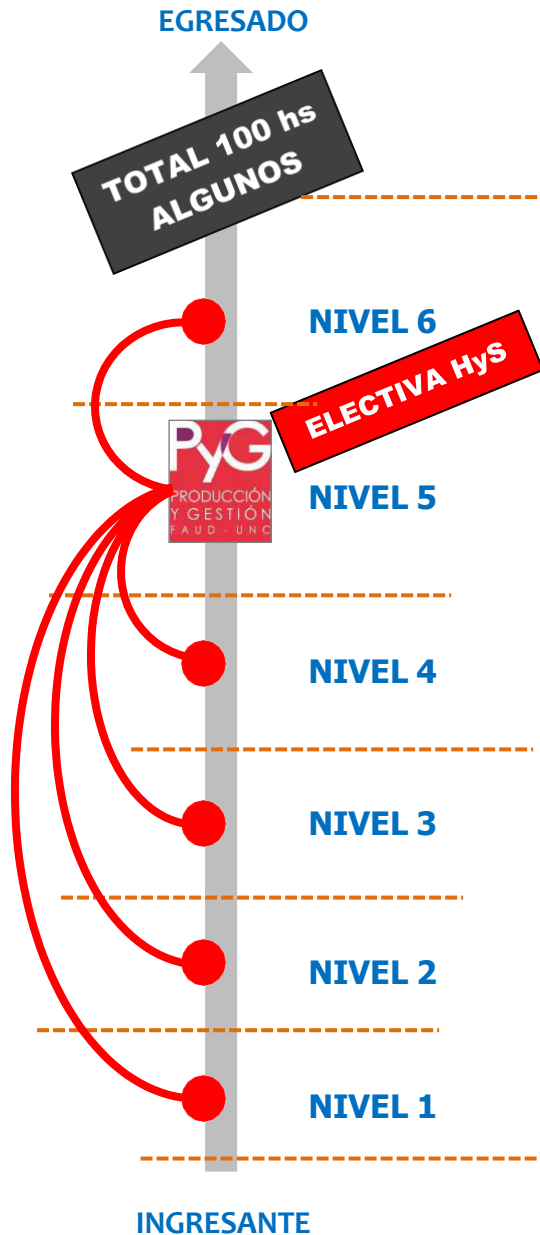 EGRESADO
TOTAL 100 hs
ALGUNOS
NIVEL 6
ELECTIVA HyS
PyG
PRODUCCIÓN
Y GESTIÓN
FAUD - UNC
NIVEL 5
NIVEL 4
NIVEL 3
NIVEL 2
NIVEL 1
INGRESANTE